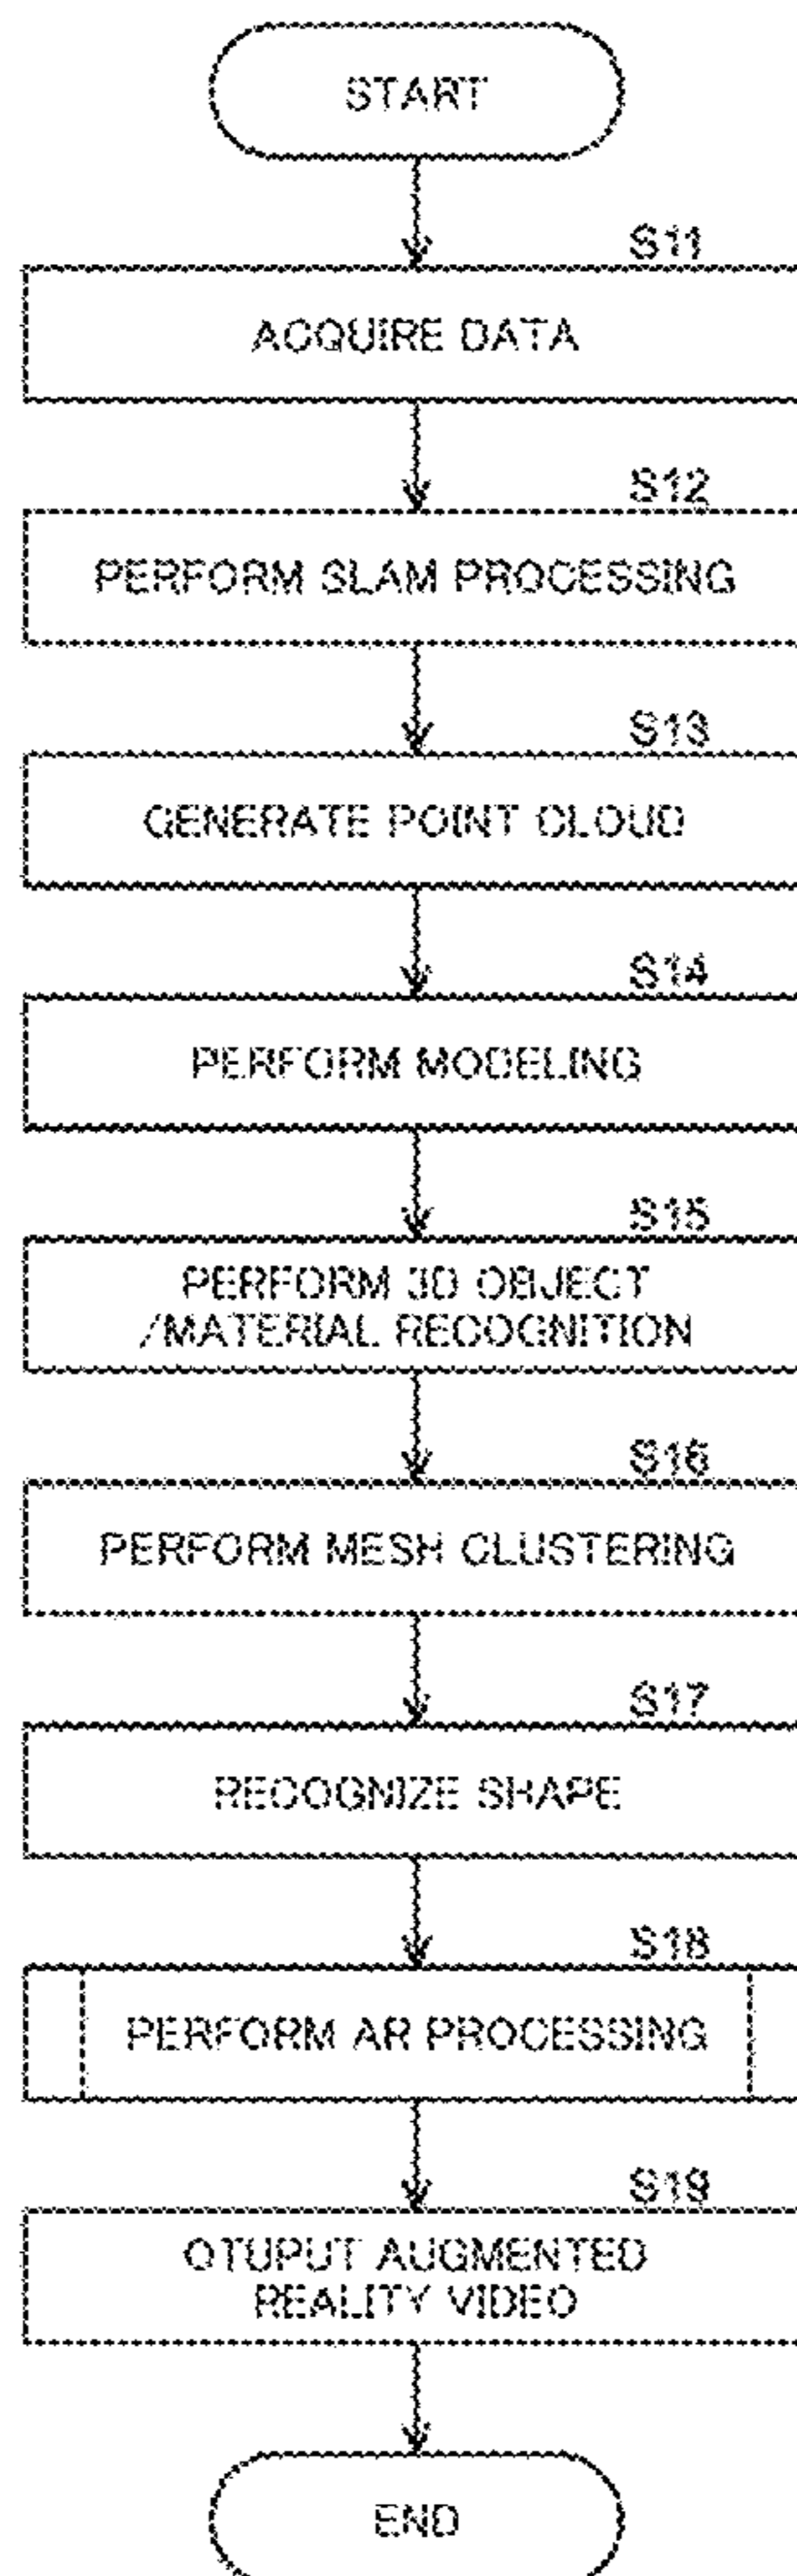 START
S11
ACQUIRE DATA
S12
PERFORM SLAM PROCESSING
S13
GENERATE POINT CLOUD
S14
PERFORM MODELING
S15
PERFORM 3D OBJECT
/MATERIAL RECOGNITION
S16
PERFORM MESH CLUSTERING
S17
RECOGNIZE SHAPE
S18
PERFORM AR PROCESSING
S19
OTUPUT AUGMENTED
REALITY VIDEO
END